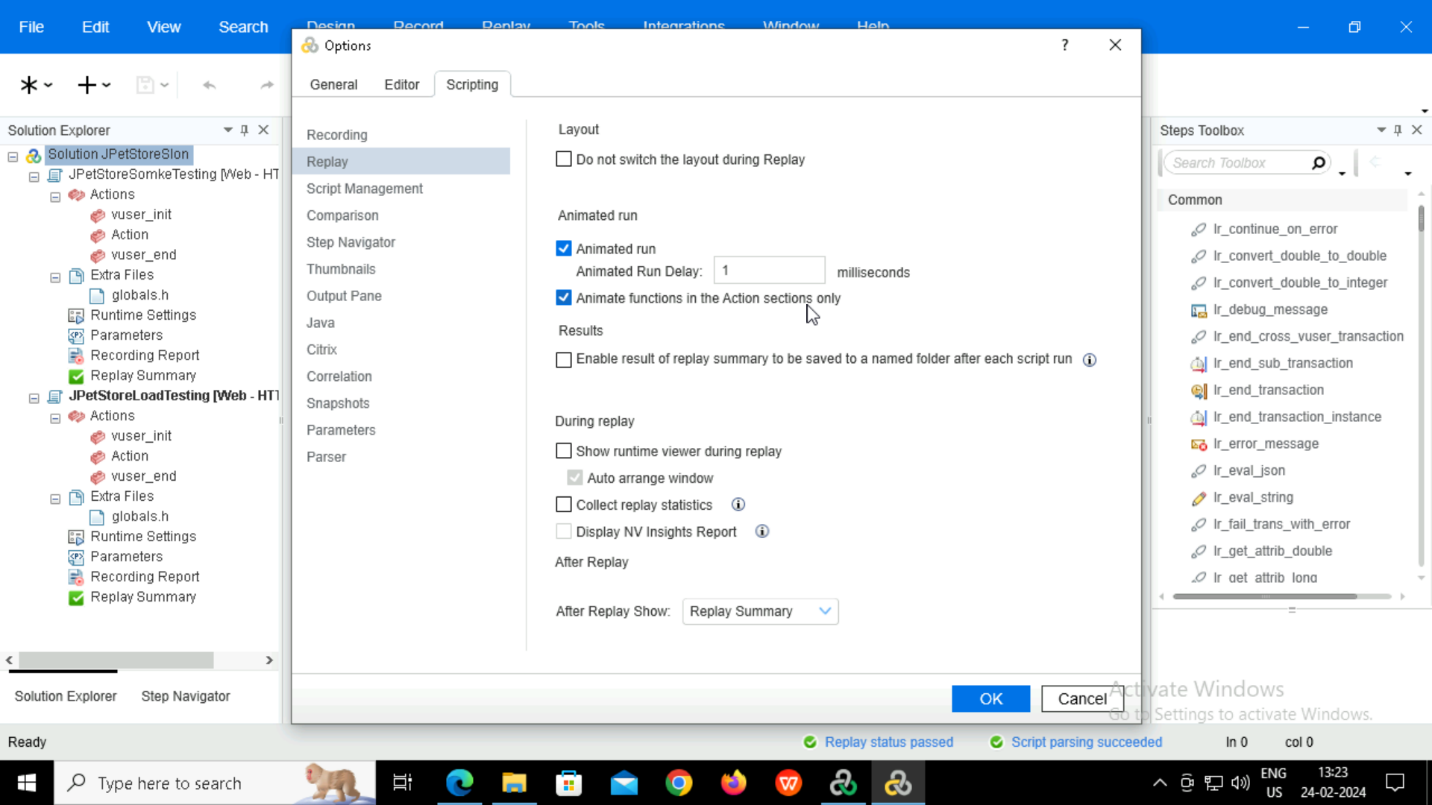 File Edit View Search Design Record Replay Tools Integrations Window Help
Options ?
General Editor Scripting
Solution Explorer
Solution JPetStoreSlon
JPetStoreSomkeTesting [Web - HT
Actions
vuser_init
Action
vuser_end
Extra Files
globals.h
Runtime Settings
Parameters
Recording Report
Replay Summary
JPetStoreLoadTesting [Web - HT
Actions
vuser_init
Action
vuser_end
Extra Files
globals.h
Runtime Settings
Parameters
Recording Report
Replay Summary
Solution Explorer Step Navigator
Recording
Replay
Script Management
Comparison
Step Navigator
Thumbnails
Output Pane
Java
Citrix
Correlation
Snapshots
Parameters
Parser
Layout
Do not switch the layout during Replay
Animated run
Animated run
Animated Run Delay: 1 milliseconds
Animate functions in the Action sections only
Results
Enable result of replay summary to be saved to a named folder after each script run
During replay
Show runtime viewer during replay
Auto arrange window
Collect replay statistics
Display NV Insights Report
After Replay
After Replay Show: Replay Summary
OK Cancel
Steps Toolbox
Search Toolbox
Common
lr_continue_on_error
lr_convert_double_to_double
lr_convert_double_to_integer
lr_debug_message
lr_end_cross_vuser_transaction
lr_end_sub_transaction
lr_end_transaction
lr_end_transaction_instance
lr_error_message
lr_eval_json
lr_eval_string
lr_fail_trans_with_error
lr_get_attrib_double
lr_get_attrib_long
Activate Windows
Go to Settings to activate Windows.
Ready Replay status passed Script parsing succeeded ln 0 col 0
Type here to search
ENG 13:23
US 24-02-2024